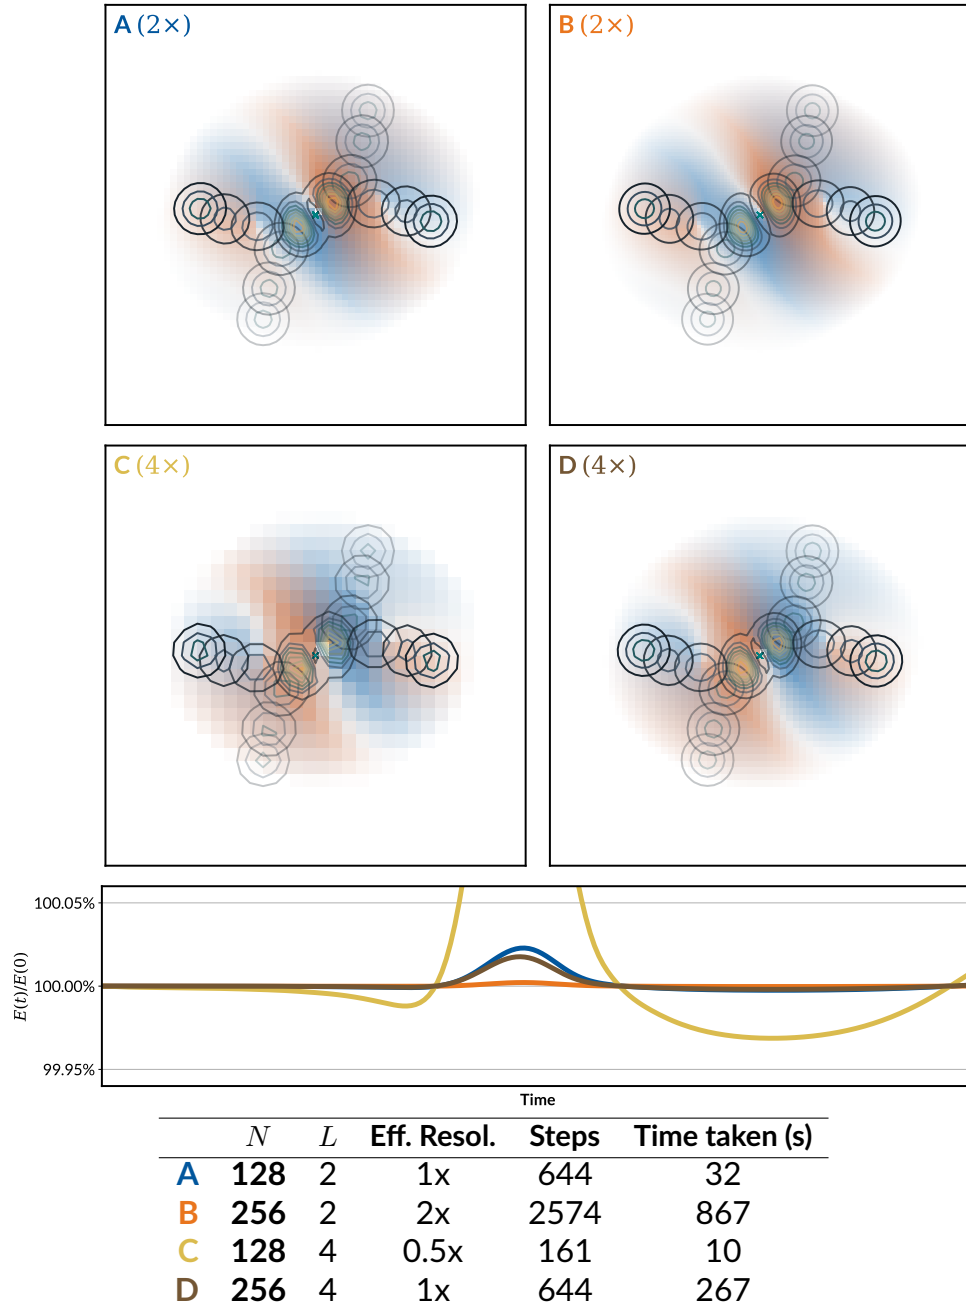 A (2×)
B (2×)
C (4×)
D (4×)
100.05%
100.00%
99.95%
E(t)/E(0)
Time
N L Eff. Resol. Steps Time taken (s)
A 128 2 1x 644 32
B 256 2 2x 2574 867
C 128 4 0.5x 161 10
D 256 4 1x 644 267